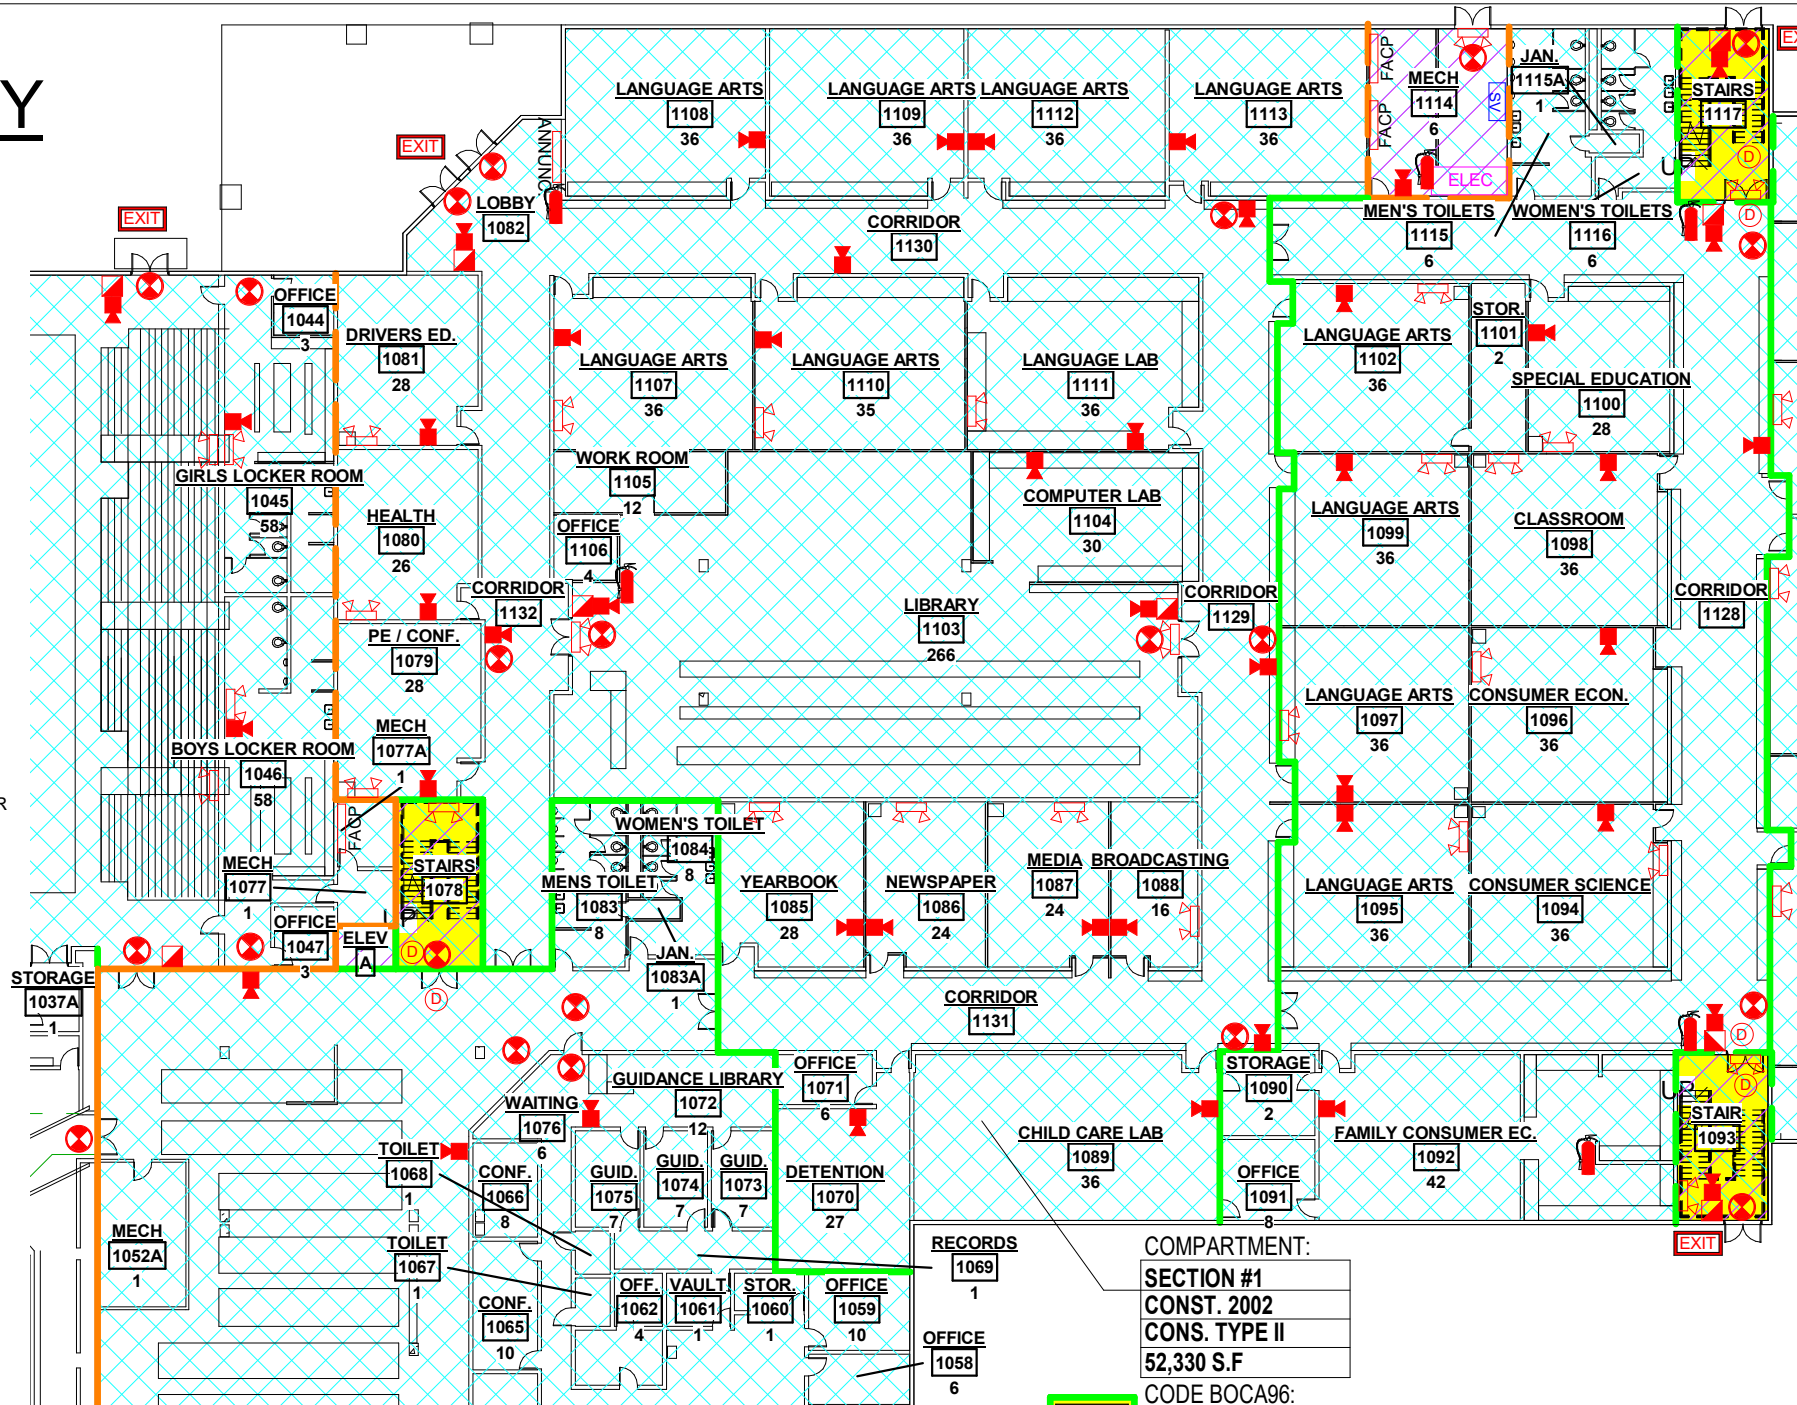 Y
EXIT
EXIT
EXIT
EXIT
ANNUNC
LOBBY
1082
LANGUAGE ARTS
1108
36
LANGUAGE ARTS
1109
36
LANGUAGE ARTS
1112
36
LANGUAGE ARTS
1113
36
FACP
FACP
MECH
1114
6
SV
ELEC
JAN.
1115A
1
STAIRS
1117
UP
D
D
CORRIDOR
1130
MEN'S TOILETS
1115
6
WOMEN'S TOILETS
1116
6
OFFICE
1044
3
DRIVERS ED.
1081
28
LANGUAGE ARTS
1107
36
LANGUAGE ARTS
1110
35
LANGUAGE LAB
1111
36
LANGUAGE ARTS
1102
36
STOR.
1101
2
SPECIAL EDUCATION
1100
28
GIRLS LOCKER ROOM
1045
58
HEALTH
1080
26
WORK ROOM
1105
12
OFFICE
1106
4
COMPUTER LAB
1104
30
LANGUAGE ARTS
1099
36
CLASSROOM
1098
36
CORRIDOR
1132
LIBRARY
1103
266
CORRIDOR
1129
CORRIDOR
1128
PE / CONF.
1079
28
MECH
1077A
1
LANGUAGE ARTS
1097
36
CONSUMER ECON.
1096
36
BOYS LOCKER ROOM
1046
58
R
FACP
STAIRS
1078
UP
D
D
MECH
1077
1
OFFICE
1047
3
ELEV
A
WOMEN'S TOILET
1084
8
MENS TOILET
1083
8
JAN.
1083A
1
YEARBOOK
1085
28
NEWSPAPER
1086
24
MEDIA
1087
24
BROADCASTING
1088
16
LANGUAGE ARTS
1095
36
CONSUMER SCIENCE
1094
36
STORAGE
1037A
1
CORRIDOR
1131
D
D
OFFICE
1071
6
GUIDANCE LIBRARY
1072
12
WAITING
1076
6
STORAGE
1090
2
UP
STAIR
1093
TOILET
1068
1
CONF.
1066
8
GUID.
1075
7
GUID.
1074
7
GUID.
1073
7
DETENTION
1070
27
CHILD CARE LAB
1089
36
OFFICE
1091
8
FAMILY CONSUMER EC.
1092
42
MECH
1052A
1
TOILET
1067
1
CONF.
1065
10
OFF.
1062
4
VAULT
1061
1
STOR.
1060
1
OFFICE
1059
10
RECORDS
1069
1
OFFICE
1058
6
COMPARTMENT:
SECTION #1
CONST. 2002
CONS. TYPE II
52,330 S.F
CODE BOCA96: